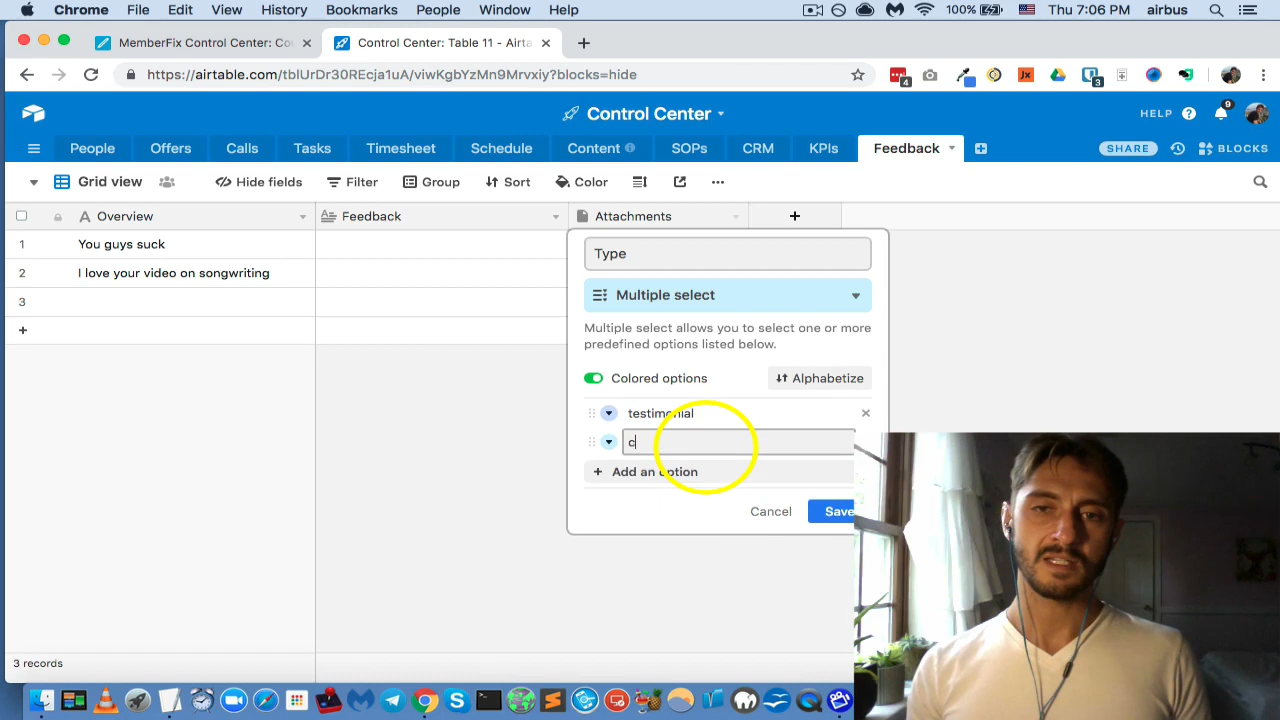 Chrome File Edit View History Bookmarks People Window Help 100% Thu 7:06 PM airbus
MemberFix Control Center: Co
Control Center: Table 11 - Airta
https://airtable.com/tblUrDr30REcja1uA/viwKgbYzMn9Mrvxiy?blocks=hide
4
3
Control Center
HELP
9
People Offers Calls Tasks Timesheet Schedule Content SOPs CRM KPIs Feedback
SHARE
BLOCKS
Grid view
Hide fields Filter Group Sort Color
Overview Feedback Attachments
1 You guys suck
2 I love your video on songwriting
3
Type
Multiple select
Multiple select allows you to select one or more
predefined options listed below.
Colored options
Alphabetize
testimonial
c
Add an option
Cancel Save
3 records